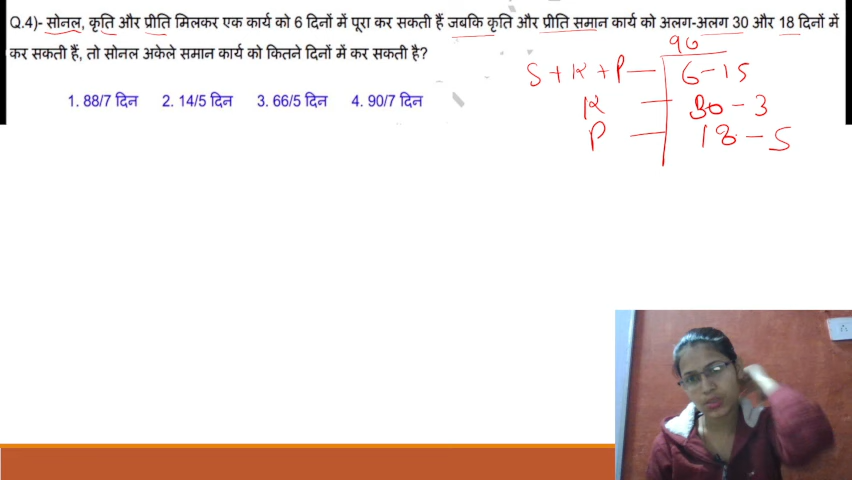 Q.4)- सोनल, कृति और प्रीति मिलकर एक कार्य को 6 दिनों में पूरा कर सकती हैं जबकि कृति और प्रीति समान कार्य को अलग-अलग 30 और 18 दिनों में
कर सकती हैं, तो सोनल अकेले समान कार्य को कितने दिनों में कर सकती है?
1. 88/7 दिन 2. 14/5 दिन 3. 66/5 दिन 4. 90/7 दिन
90
S + K + P — 6 - 15
K — 30 - 3
P — 18 - 5